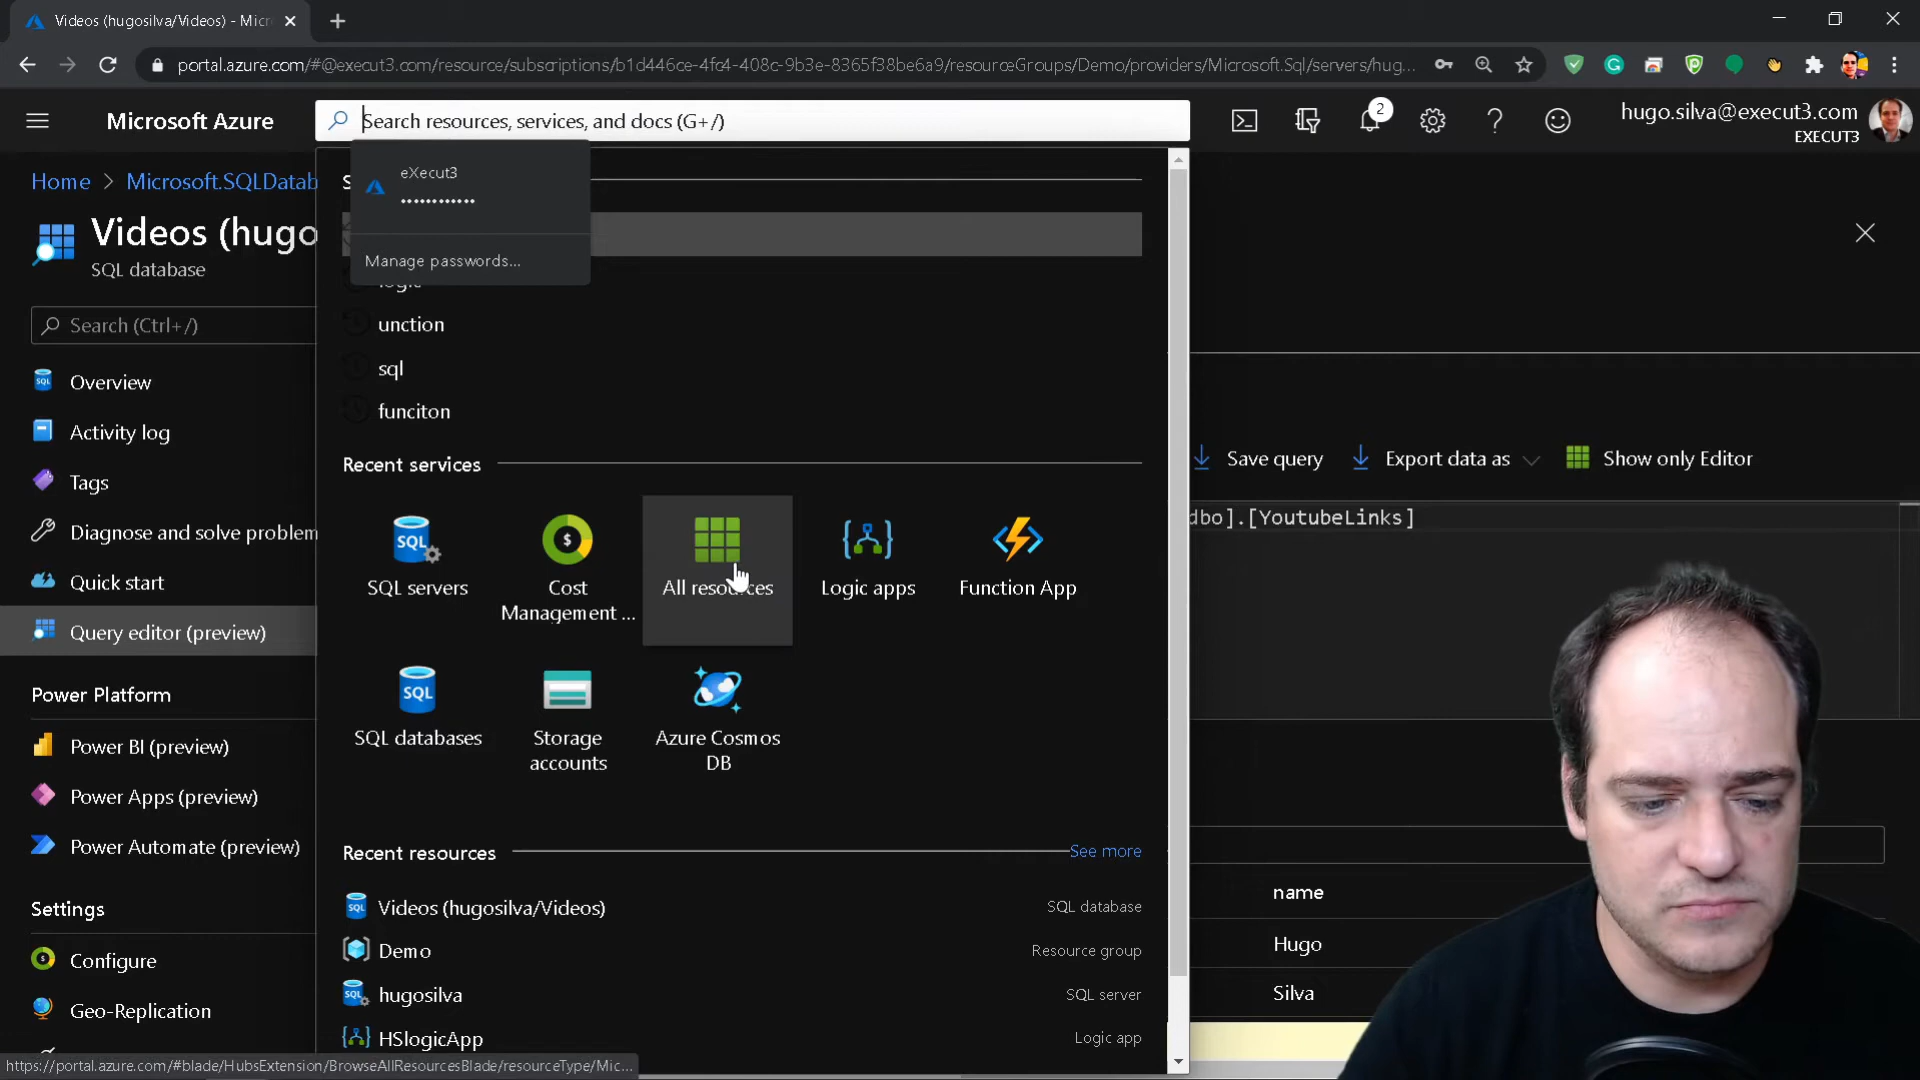 Videos (hugosilva/Videos) - Micr
portal.azure.com/#@execut3.com/resource/subscriptions/b1d446ce-4fc4-408c-9b3e-8365f38be6a9/resourceGroups/Demo/providers/Microsoft.Sql/servers/hug...
Microsoft Azure
Search resources, services, and docs (G+/)
2
hugo.silva@execut3.com
EXECUT3
Home > Microsoft.SQLDatab
eXecut3
••••••••••••
Manage passwords...
Videos (hugo
SQL database
Search (Ctrl+/)
Overview
Activity log
Tags
Diagnose and solve problem
Quick start
Query editor (preview)
Power Platform
Power BI (preview)
Power Apps (preview)
Power Automate (preview)
Settings
Configure
Geo-Replication
logic
unction
sql
funciton
Recent services
SQL servers
Cost Management ...
All resources
Logic apps
Function App
SQL databases
Storage accounts
Azure Cosmos DB
Recent resources
See more
Videos (hugosilva/Videos)
SQL database
Demo
Resource group
hugosilva
SQL server
HSlogicApp
Logic app
Save query
Export data as
Show only Editor
dbo].[YoutubeLinks]
name
Hugo
Silva
https://portal.azure.com/#blade/HubsExtension/BrowseAllResourcesBlade/resourceType/Mic...